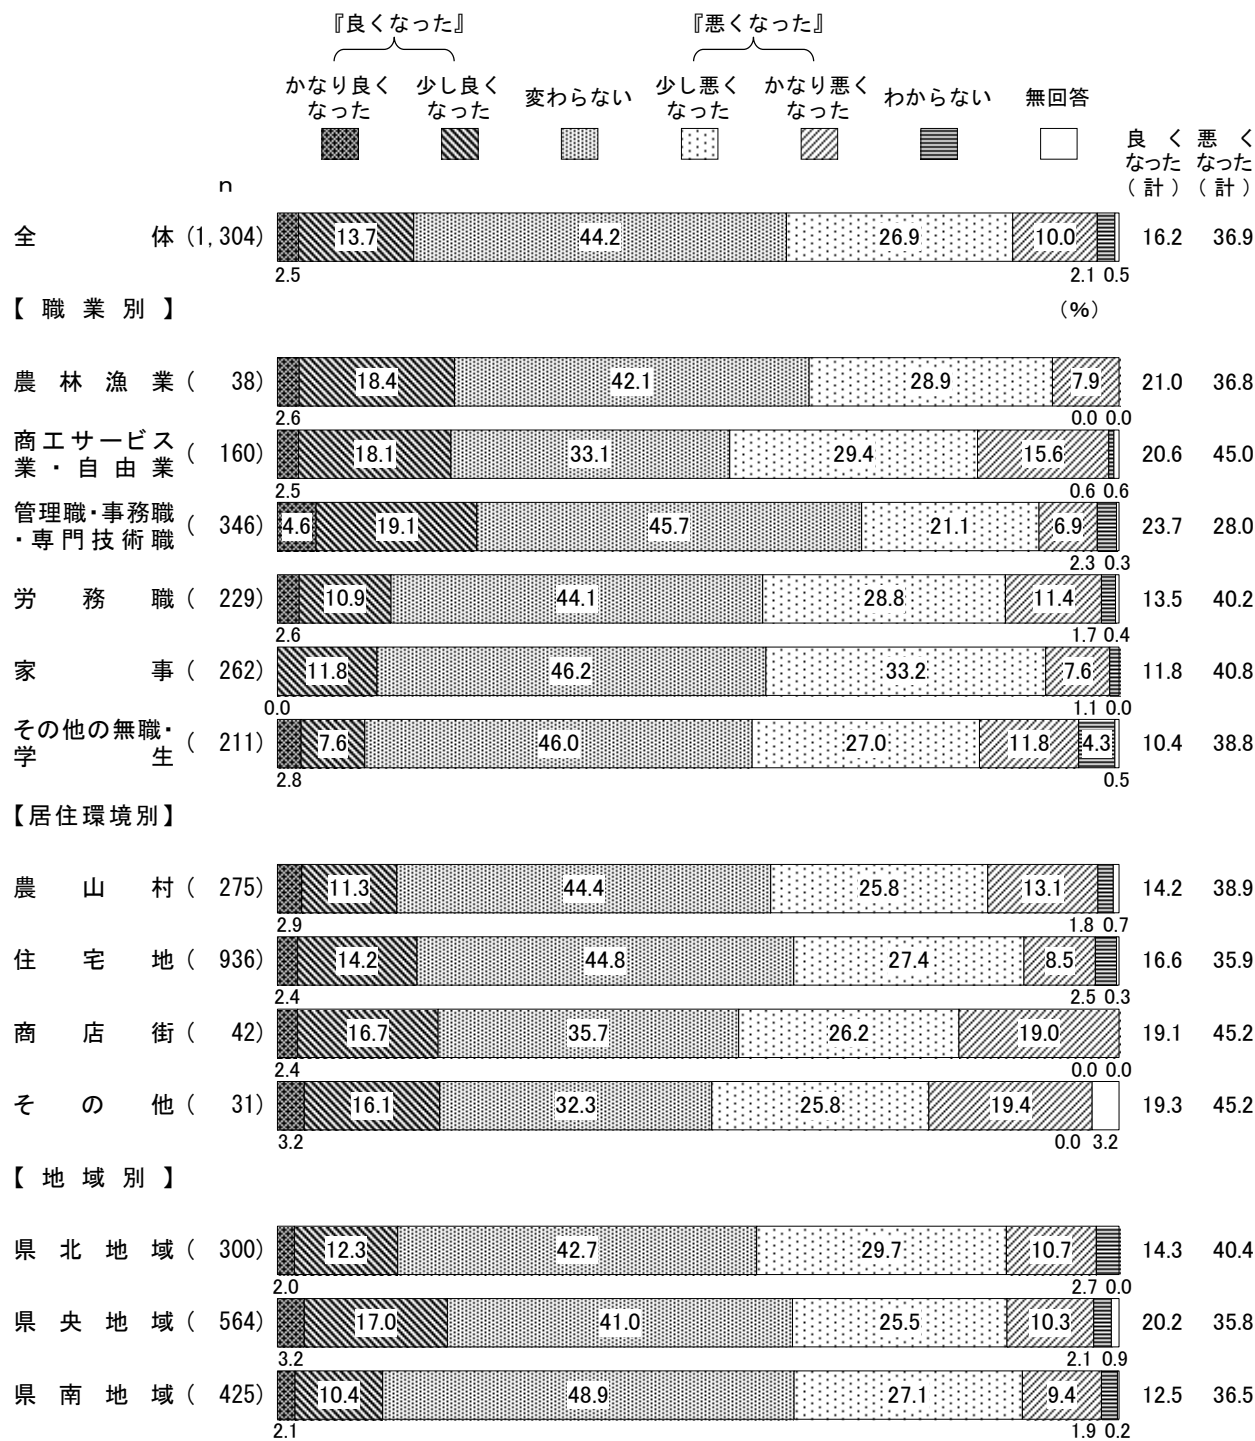 『良くなった』 『悪くなった』
かなり良く 少し良く 変わらない 少し悪く かなり悪く わからない 無回答
なった なった なった なった
良く 悪く
なった なった
(計) (計)
n
全体 (1,304) 13.7 44.2 26.9 10.0 16.2 36.9
2.5 2.1 0.5
【職業別】 (%)
農林漁業 ( 38) 18.4 42.1 28.9 7.9 21.0 36.8
2.6 0.0 0.0
商工サービス
業・自由業 ( 160) 18.1 33.1 29.4 15.6 20.6 45.0
2.5 0.6 0.6
管理職・事務職
・専門技術職 ( 346) 4.6 19.1 45.7 21.1 6.9 23.7 28.0
2.3 0.3
労務職 ( 229) 10.9 44.1 28.8 11.4 13.5 40.2
2.6 1.7 0.4
家事 ( 262) 11.8 46.2 33.2 7.6 11.8 40.8
0.0 1.1 0.0
その他の無職・
学生 ( 211) 7.6 46.0 27.0 11.8 4.3 10.4 38.8
2.8 0.5
【居住環境別】
農山村 ( 275) 11.3 44.4 25.8 13.1 14.2 38.9
2.9 1.8 0.7
住宅地 ( 936) 14.2 44.8 27.4 8.5 16.6 35.9
2.4 2.5 0.3
商店街 ( 42) 16.7 35.7 26.2 19.0 19.1 45.2
2.4 0.0 0.0
その他 ( 31) 16.1 32.3 25.8 19.4 19.3 45.2
3.2 0.0 3.2
【地域別】
県北地域 ( 300) 12.3 42.7 29.7 10.7 14.3 40.4
2.0 2.7 0.0
県央地域 ( 564) 17.0 41.0 25.5 10.3 20.2 35.8
3.2 2.1 0.9
県南地域 ( 425) 10.4 48.9 27.1 9.4 12.5 36.5
2.1 1.9 0.2